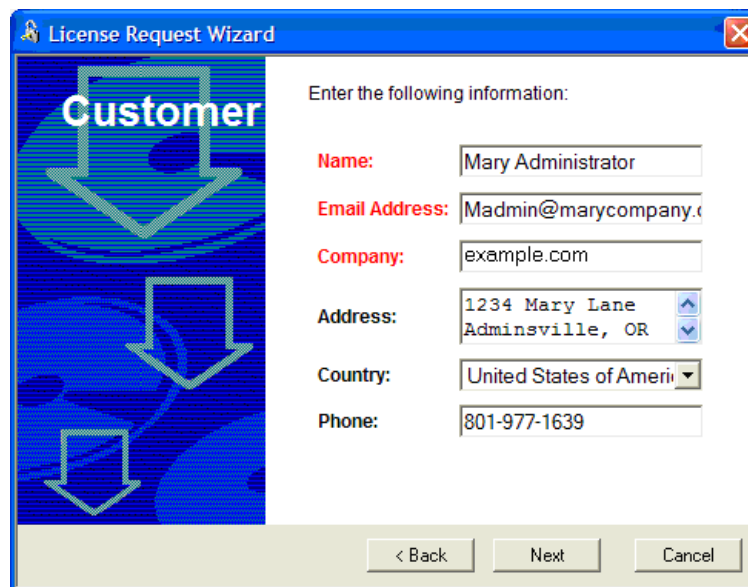 License Request Wizard
Customer
Enter the following information:
Name: Mary Administrator
Email Address: Madmin@marycompany.
Company: example.com
Address: 1234 Mary Lane
Adminsville, OR
Country: United States of Ameri
Phone: 801-977-1639
< Back Next Cancel